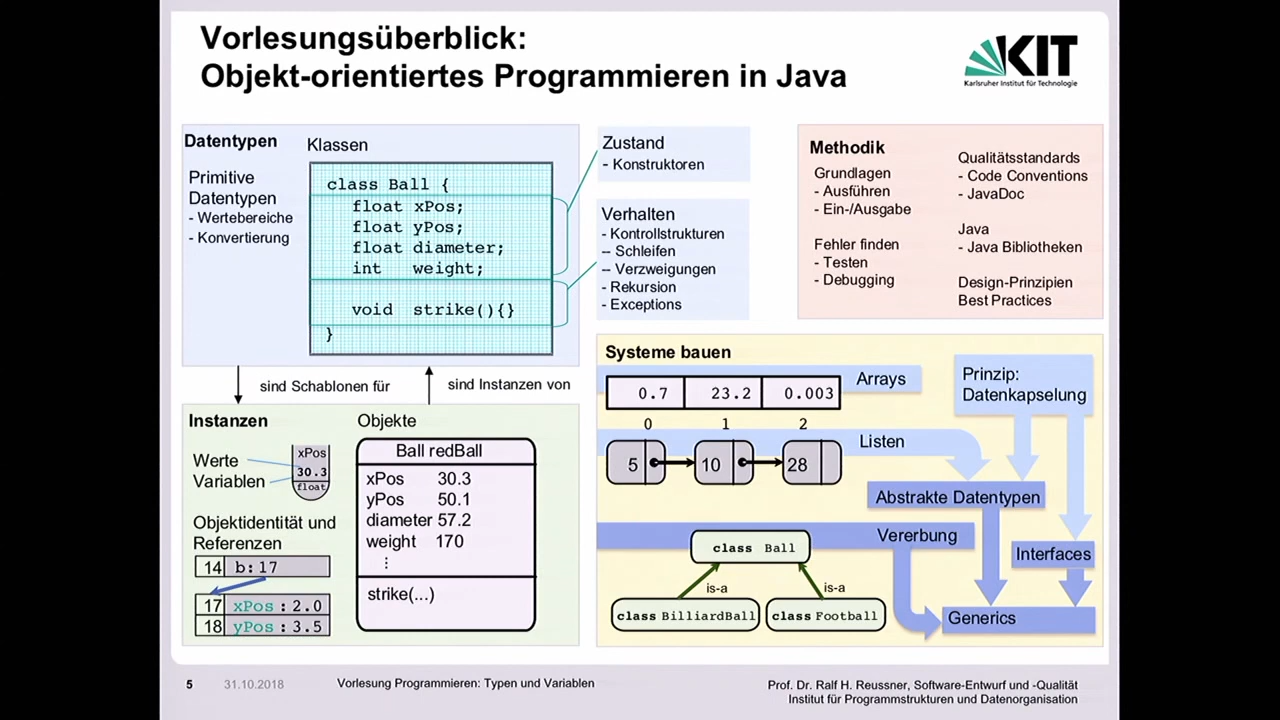 Vorlesungsüberblick:
Objekt-orientiertes Programmieren in Java
KIT
Karlsruher Institut für Technologie
Datentypen
Primitive
Datentypen
- Wertebereiche
- Konvertierung
Klassen
class Ball {
float xPos;
float yPos;
float diameter;
int weight;
void strike(){}
}
Zustand
- Konstruktoren
Verhalten
- Kontrollstrukturen
-- Schleifen
-- Verzweigungen
- Rekursion
- Exceptions
Methodik
Grundlagen
- Ausführen
- Ein-/Ausgabe
Fehler finden
- Testen
- Debugging
Qualitätsstandards
- Code Conventions
- JavaDoc
Java
- Java Bibliotheken
Design-Prinzipien
Best Practices
sind Schablonen für
sind Instanzen von
Instanzen
Werte
Variablen
xPos
30.3
float
Objektidentität und
Referenzen
14 b:17
17 xPos:2.0
18 yPos:3.5
Objekte
Ball redBall
xPos 30.3
yPos 50.1
diameter 57.2
weight 170
⋮
strike(...)
Systeme bauen
0.7 23.2 0.003
0 1 2
Arrays
5 10 28
Listen
Prinzip:
Datenkapselung
Abstrakte Datentypen
Vererbung
class Ball
is-a is-a
class BilliardBall
class Football
Interfaces
Generics
5 31.10.2018 Vorlesung Programmieren: Typen und Variablen
Prof. Dr. Ralf H. Reussner, Software-Entwurf und -Qualität
Institut für Programmstrukturen und Datenorganisation